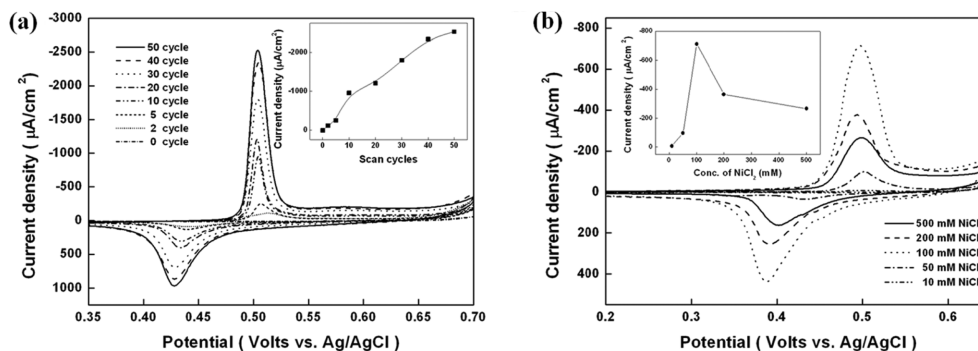 (a)
-3000
-2500
-2000
-1500
-1000
-500
0
500
1000
Current density ( μA/cm²)
50 cycle
40 cycle
30 cycle
20 cycle
10 cycle
5 cycle
2 cycle
0 cycle
Current density ( μA/cm²)
-2000
-1000
0
0 10 20 30 40 50
Scan cycles
0.35 0.40 0.45 0.50 0.55 0.60 0.65 0.70
Potential ( Volts vs. Ag/AgCl )
(b)
-800
-600
-400
-200
0
200
400
Current density ( μA/cm²)
Current density ( μA/cm²)
-800
-600
-400
-200
0
0 100 200 300 400 500
Conc. of NiCl₂ (mM)
500 mM NiCl
200 mM NiCl
100 mM NiCl
50 mM NiCl
10 mM NiCl
0.2 0.3 0.4 0.5 0.6
Potential ( Volts vs. Ag/AgCl )